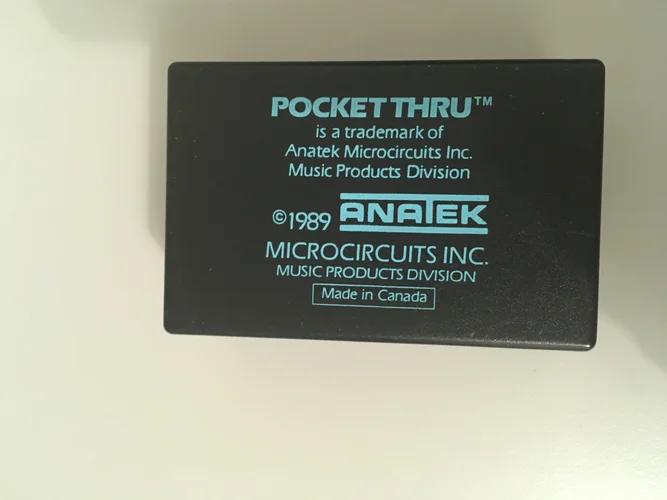 POCKET THRU™
is a trademark of
Anatek Microcircuits Inc.
Music Products Division
©1989 ANATEK
MICROCIRCUITS INC.
MUSIC PRODUCTS DIVISION
Made in Canada